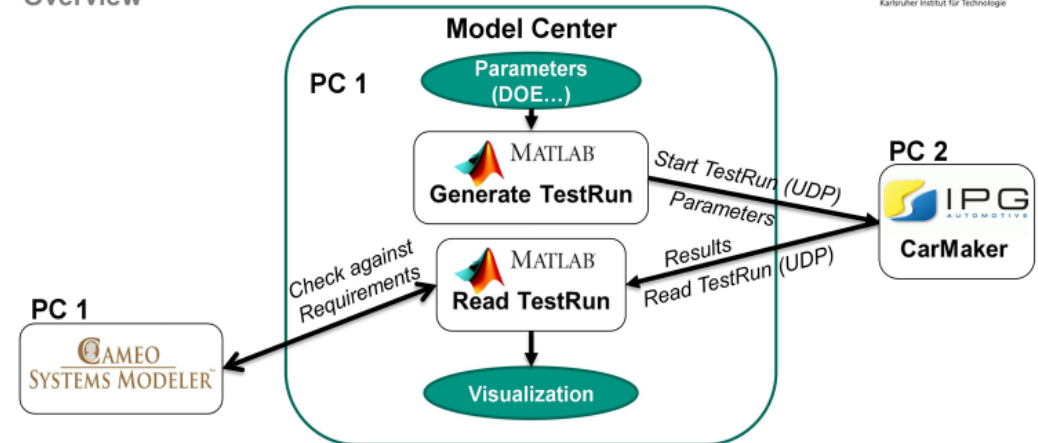 Overview
Karlsruher Institut für Technologie
Model Center
PC 1
Parameters
(DOE...)
MATLAB
Generate TestRun
Start TestRun (UDP)
Parameters
PC 2
IPG
AUTOMOTIVE
CarMaker
MATLAB
Read TestRun
Results
Read TestRun (UDP)
Check against
Requirements
PC 1
CAMEO
SYSTEMS MODELER™
Visualization